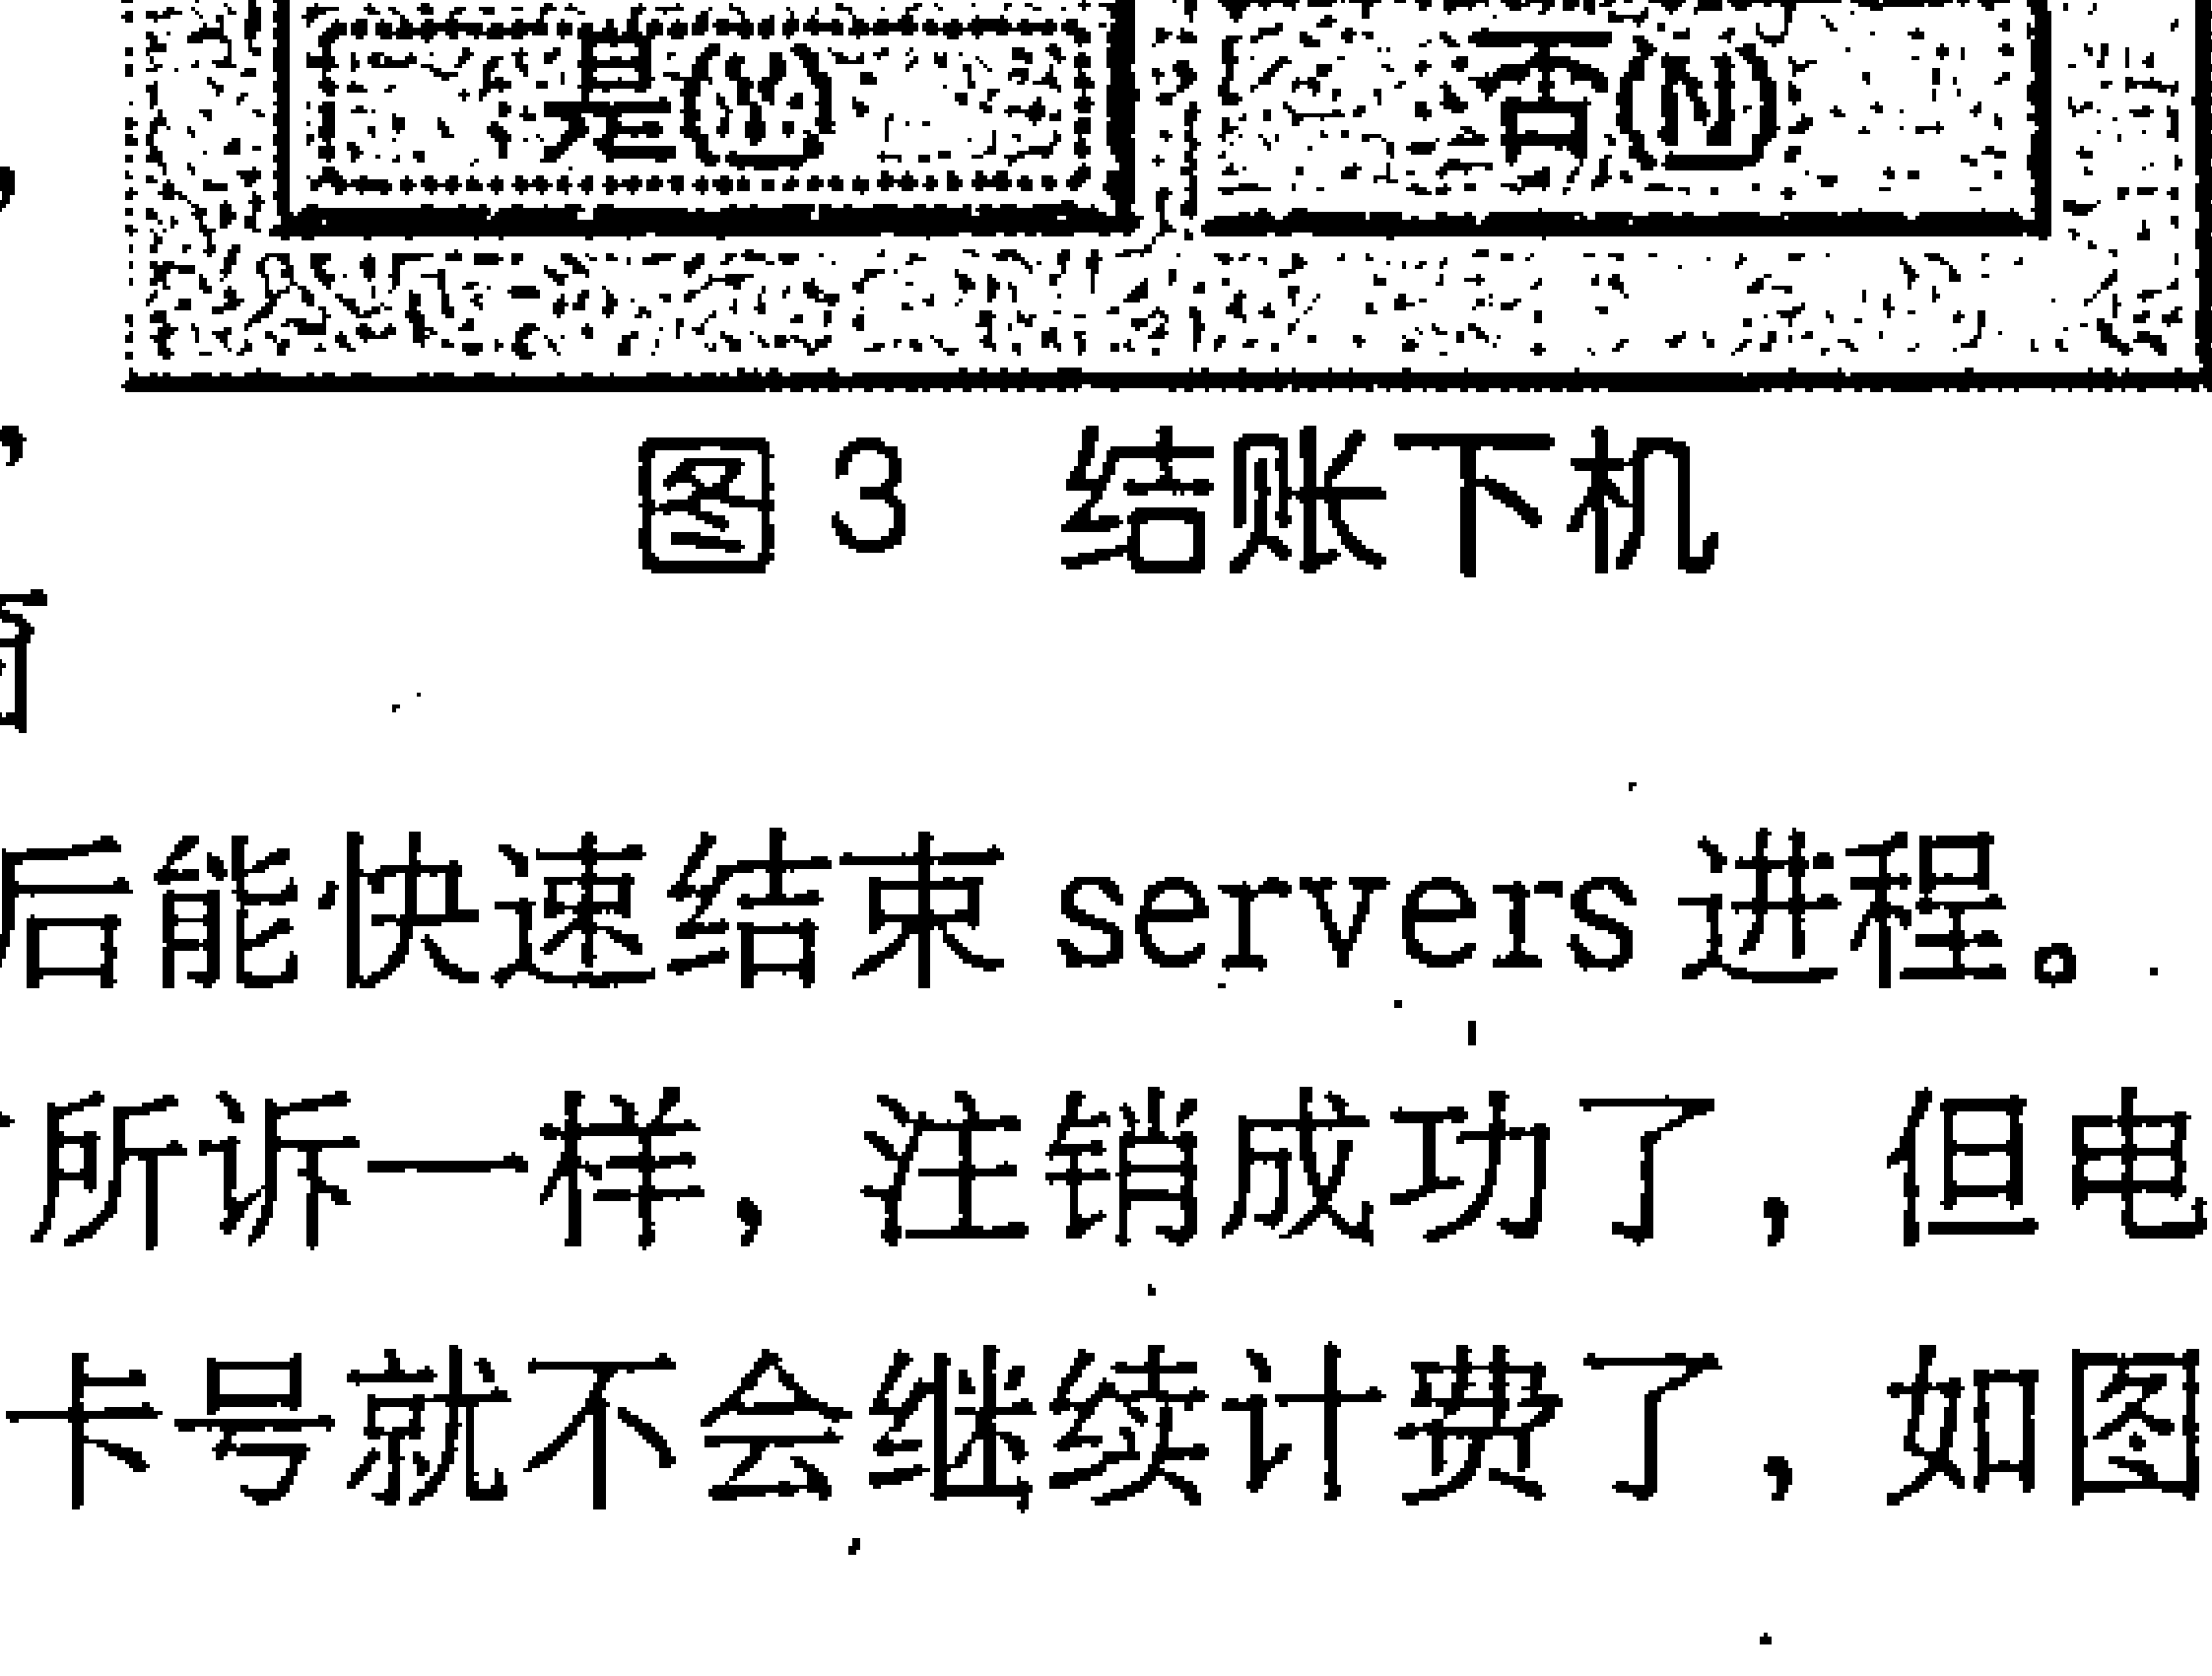 是(Y) 否(N)
，
，
图 3 结账下机
后能快速结束 servers 进程。
所诉一样，注销成功了，但电
卡号就不会继续计费了，如图